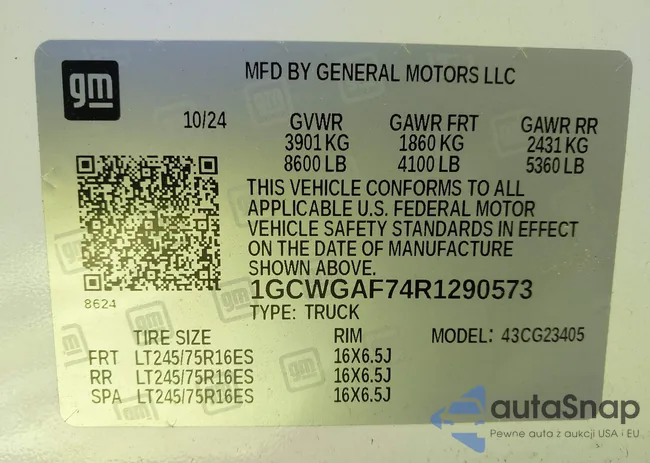 gm
MFD BY GENERAL MOTORS LLC
10/24 GVWR GAWR FRT GAWR RR
3901 KG 1860 KG 2431 KG
8600 LB 4100 LB 5360 LB
THIS VEHICLE CONFORMS TO ALL
APPLICABLE U.S. FEDERAL MOTOR
VEHICLE SAFETY STANDARDS IN EFFECT
ON THE DATE OF MANUFACTURE
SHOWN ABOVE.
8624
1GCWGAF74R1290573
TYPE: TRUCK
TIRE SIZE RIM MODEL: 43CG23405
FRT LT245/75R16ES 16X6.5J
RR LT245/75R16ES 16X6.5J
SPA LT245/75R16ES 16X6.5J
autaSnap
Pewne auta z aukcji USA i EU